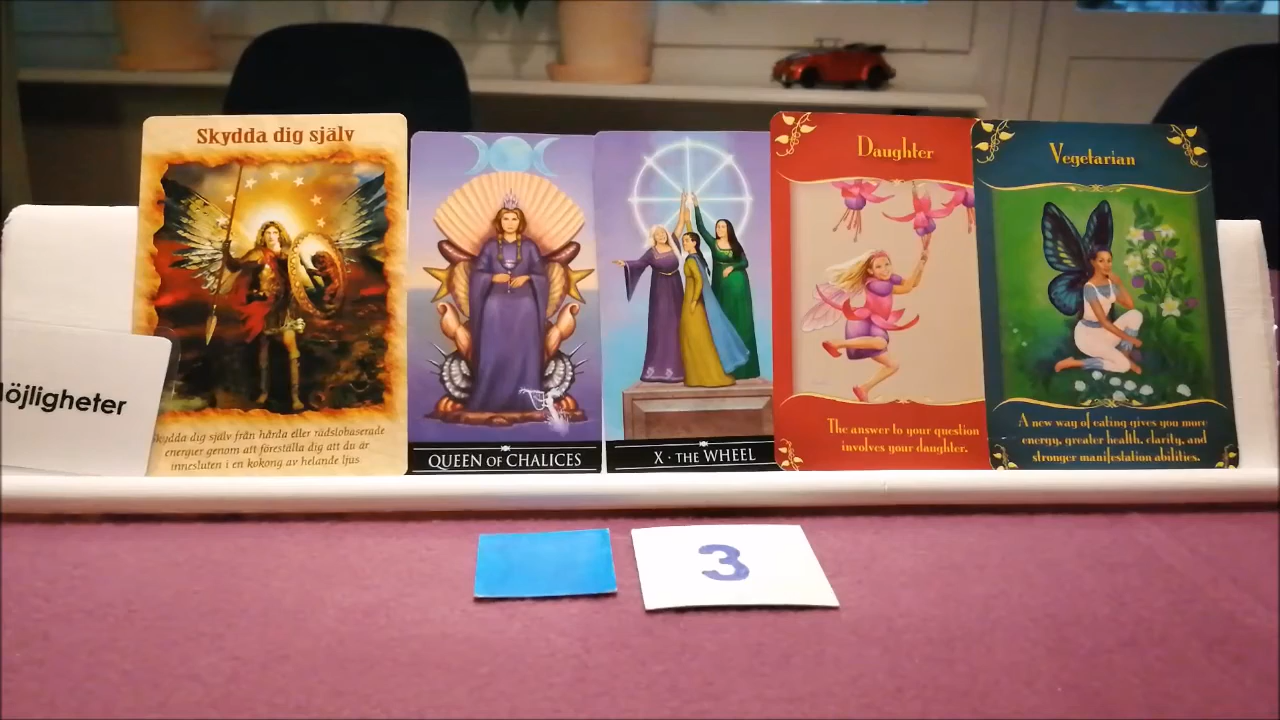 Skydda dig själv
Skydda dig själv från hårda eller rädslobaserade
energier genom att föreställa dig att du är
innesluten i en kokong av helande ljus.
öjligheter
QUEEN OF CHALICES
X • THE WHEEL
Daughter
The answer to your question
involves your daughter.
Vegetarian
A new way of eating gives you more
energy, greater health, clarity, and
stronger manifestation abilities.
3